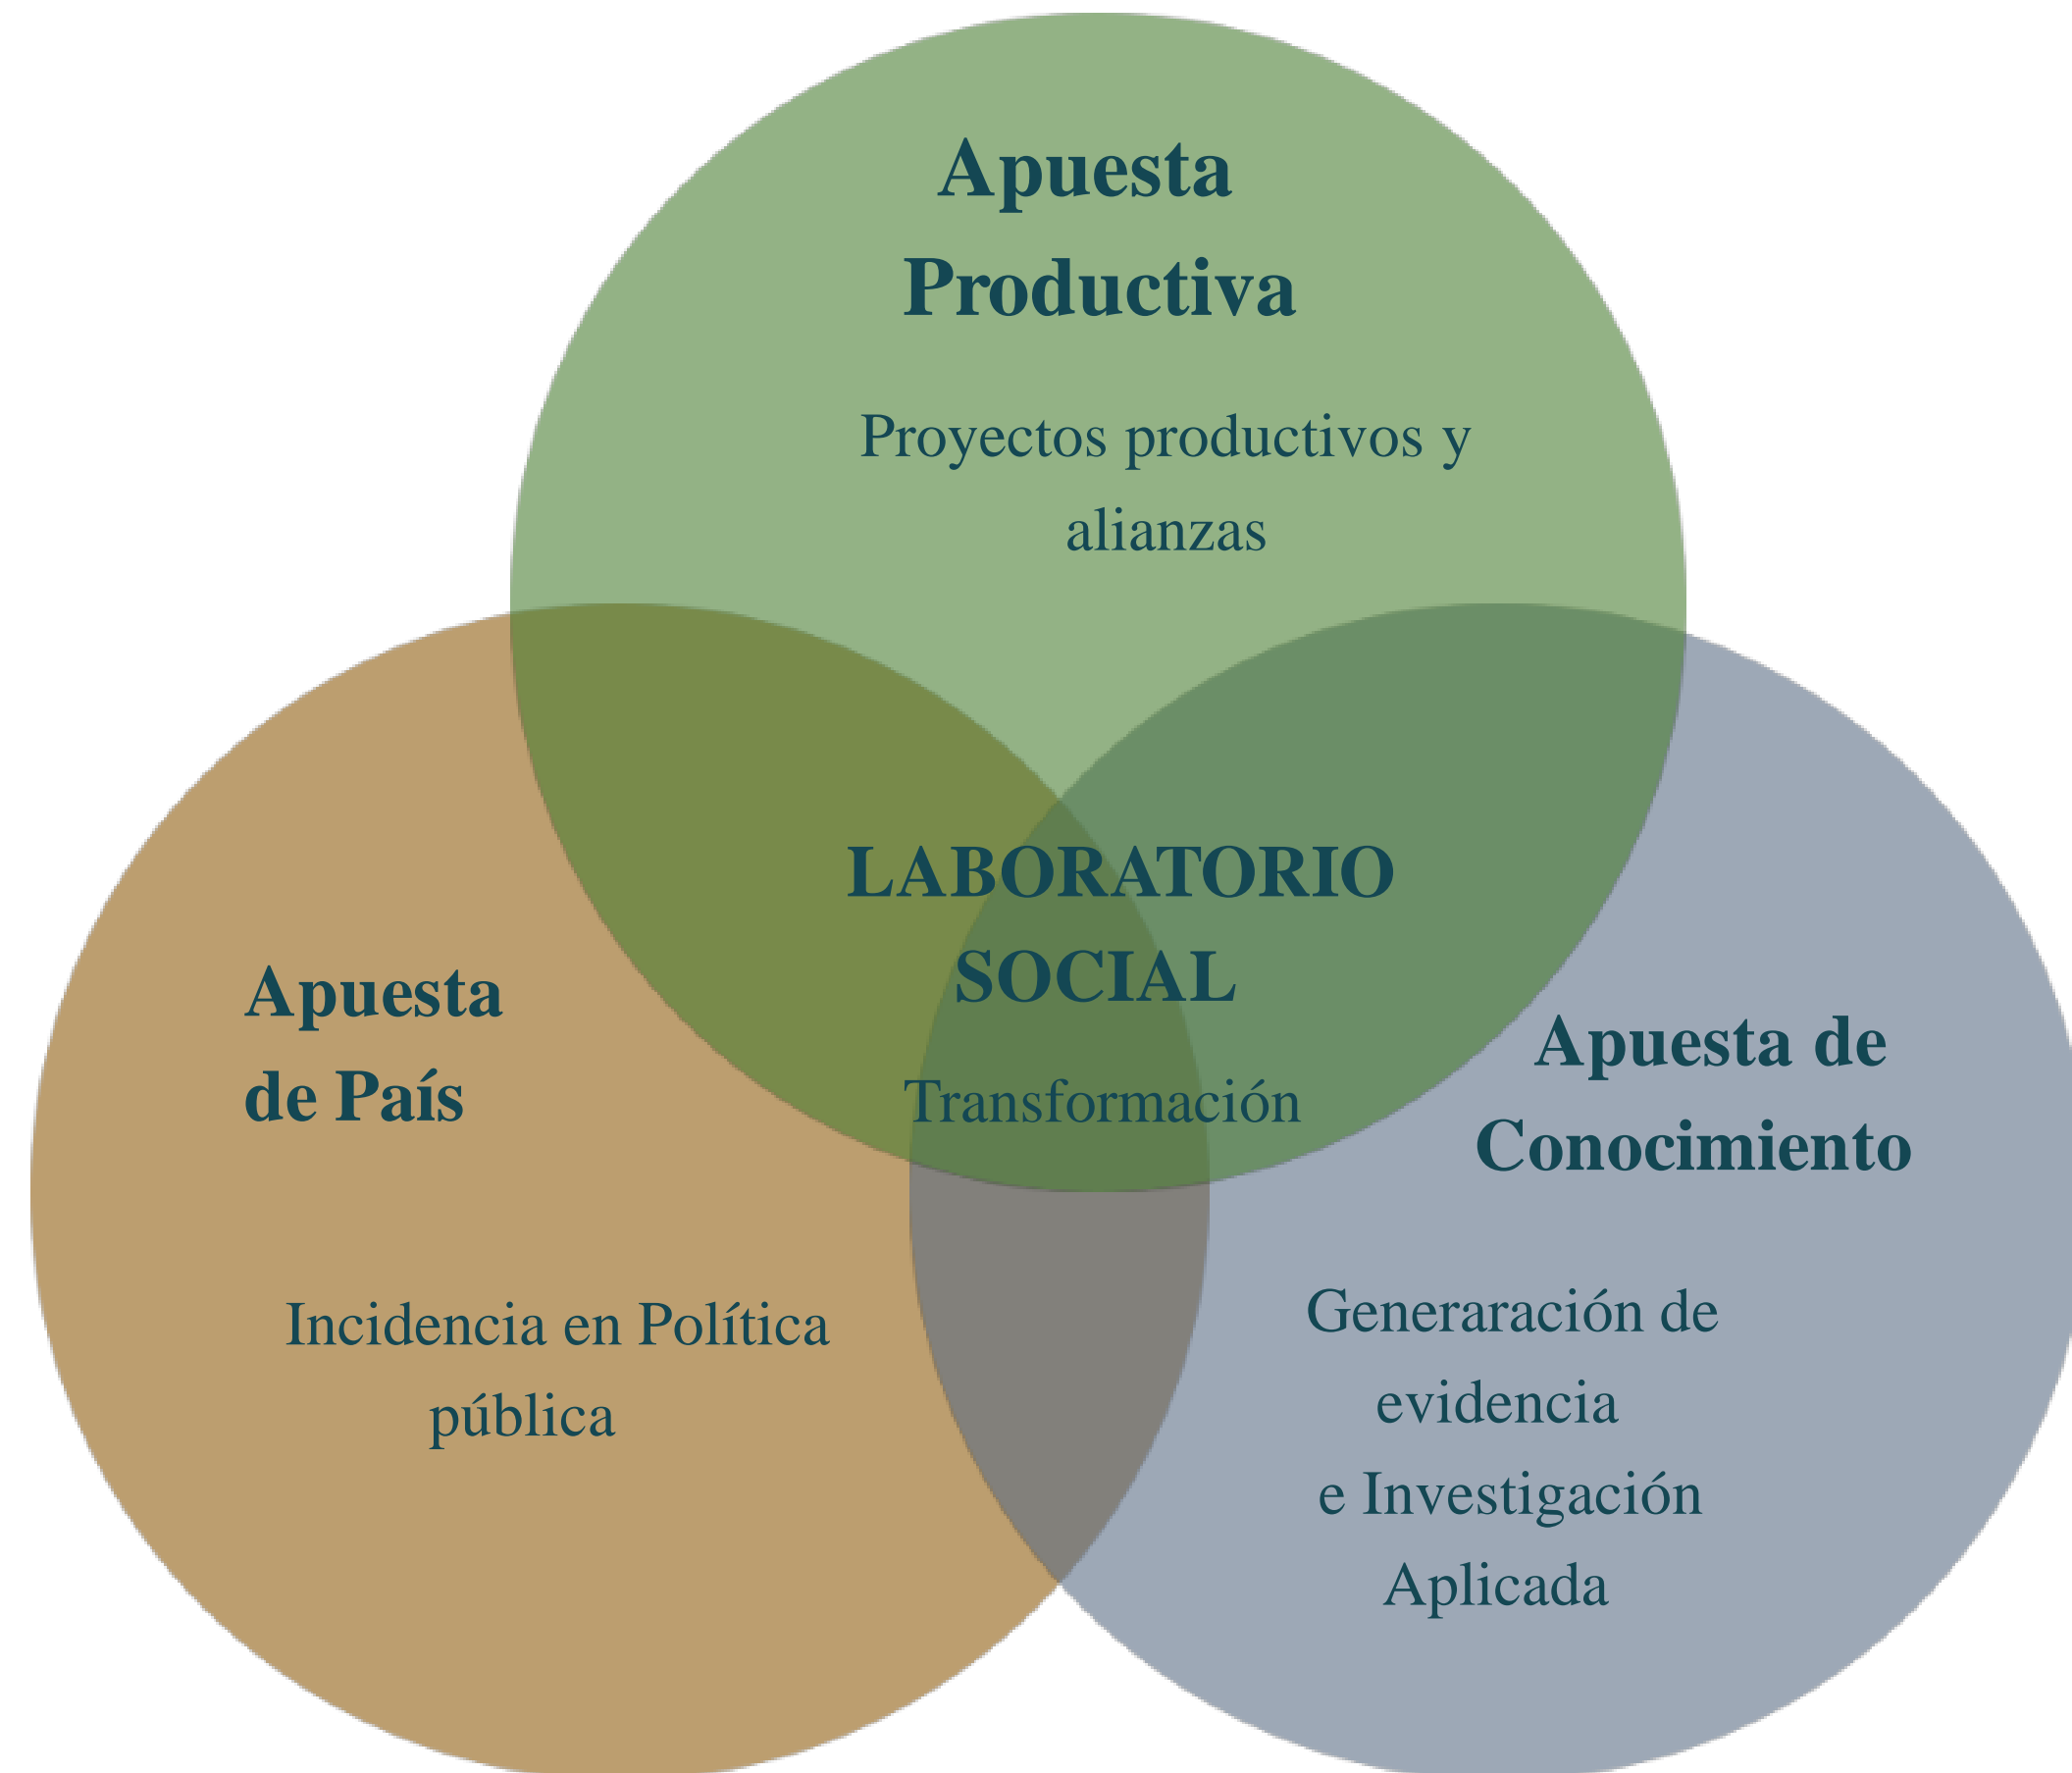 Apuesta
Productiva
Proyectos productivos y
alianzas
LABORATORIO
SOCIAL
Transformación
Apuesta
de País
Incidencia en Política
pública
Apuesta de
Conocimiento
Generación de
evidencia
e Investigación
Aplicada